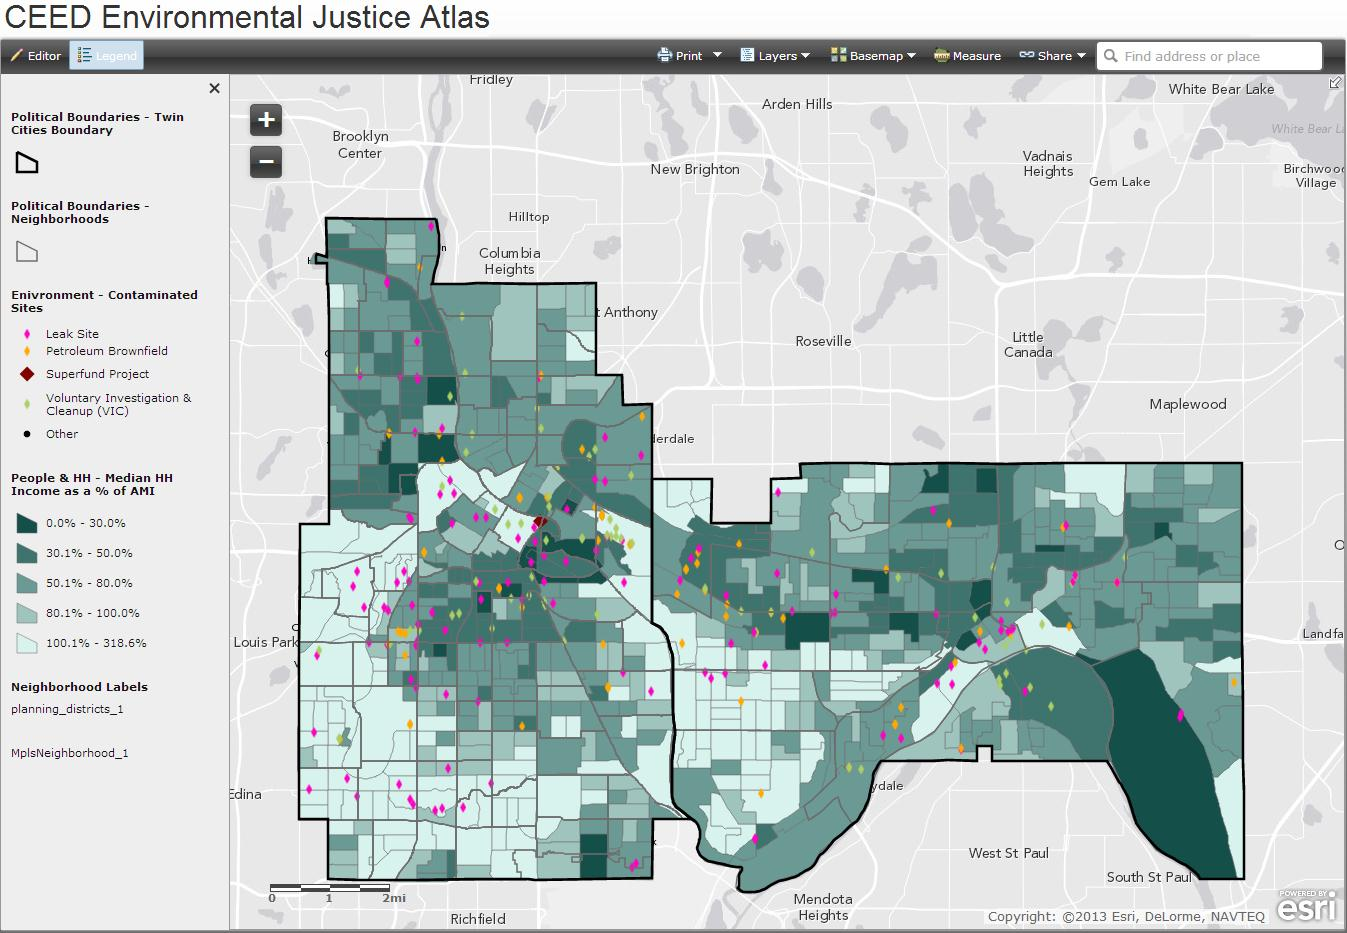 CEED Environmental Justice Atlas
Editor
Legend
Print
Layers
Basemap
Measure
Share
Find address or place
Political Boundaries - Twin
Cities Boundary
Political Boundaries -
Neighborhoods
Enivronment - Contaminated
Sites
Leak Site
Petroleum Brownfield
Superfund Project
Voluntary Investigation &
Cleanup (VIC)
Other
People & HH - Median HH
Income as a % of AMI
0.0% - 30.0%
30.1% - 50.0%
50.1% - 80.0%
80.1% - 100.0%
100.1% - 318.6%
Neighborhood Labels
planning_districts_1
MplsNeighborhood_1
Fridley
Arden Hills
White Bear Lake
White Bear La
Brooklyn
Center
New Brighton
Vadnais
Heights
Gem Lake
Birchwood
Village
Hilltop
Columbia
Heights
t Anthony
Roseville
Little
Canada
Maplewood
derdale
Louis Park
Landfa
Edina
ydale
West St Paul
South St Paul
Mendota
Heights
Richfield
0 1 2mi
Copyright: ©2013 Esri, DeLorme, NAVTEQ
POWERED BY
esri